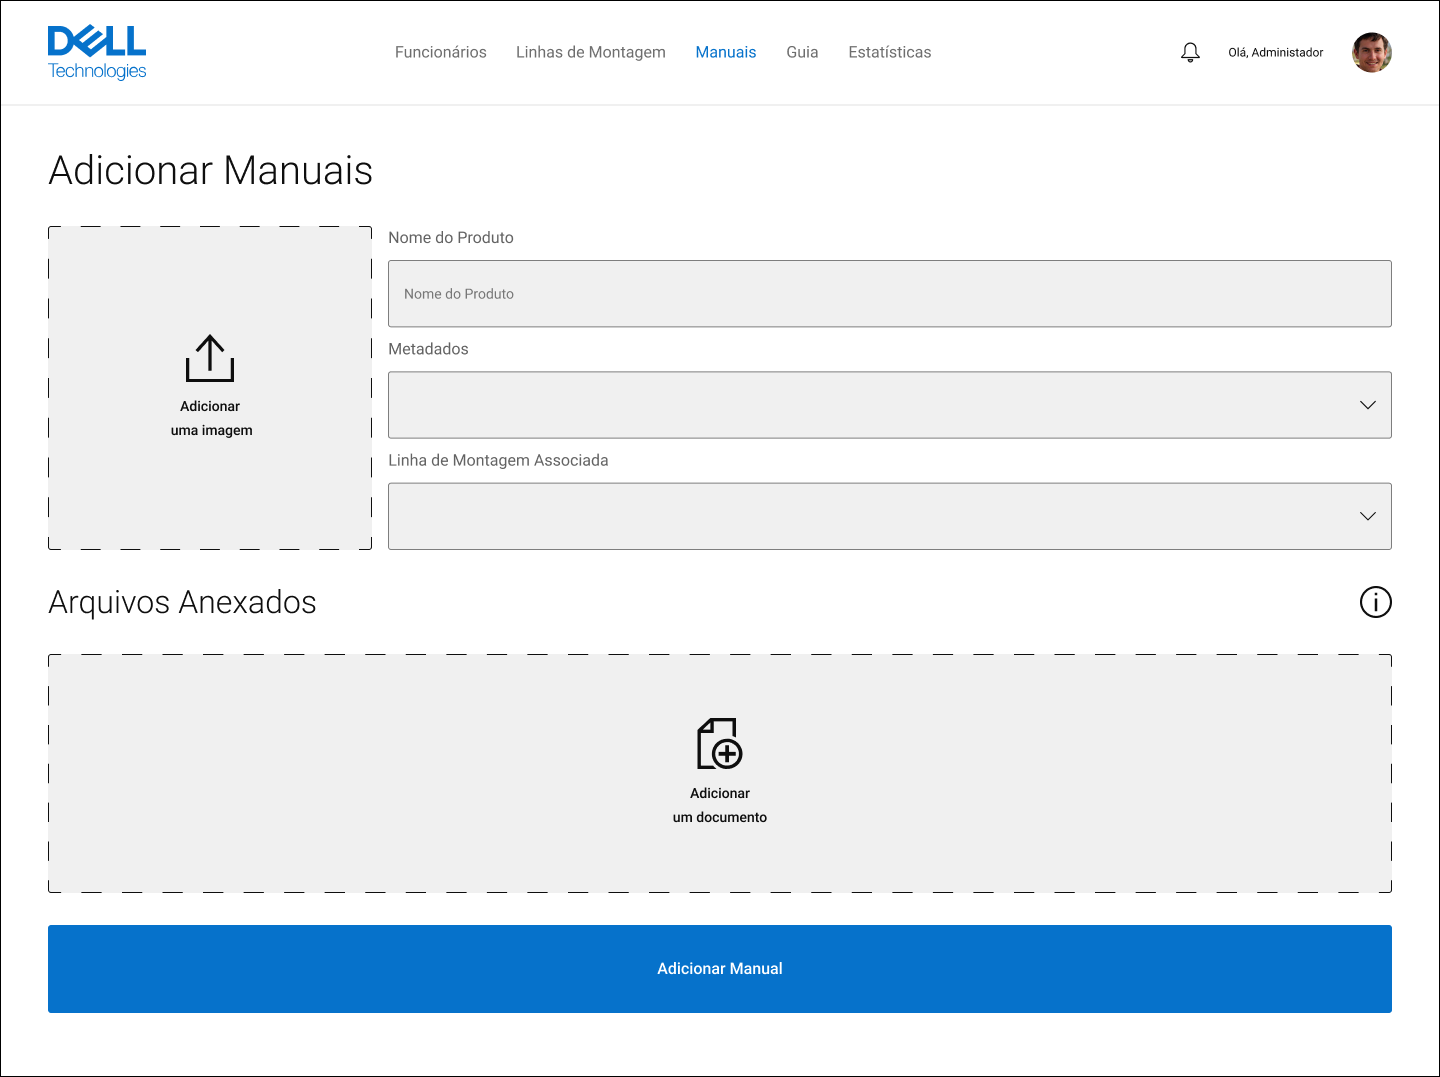 DELL
Technologies
Funcionários Linhas de Montagem Manuais Guia Estatísticas
Olá, Administador
Adicionar Manuais
Adicionar
uma imagem
Nome do Produto
Nome do Produto
Metadados
Linha de Montagem Associada
Arquivos Anexados
Adicionar
um documento
Adicionar Manual